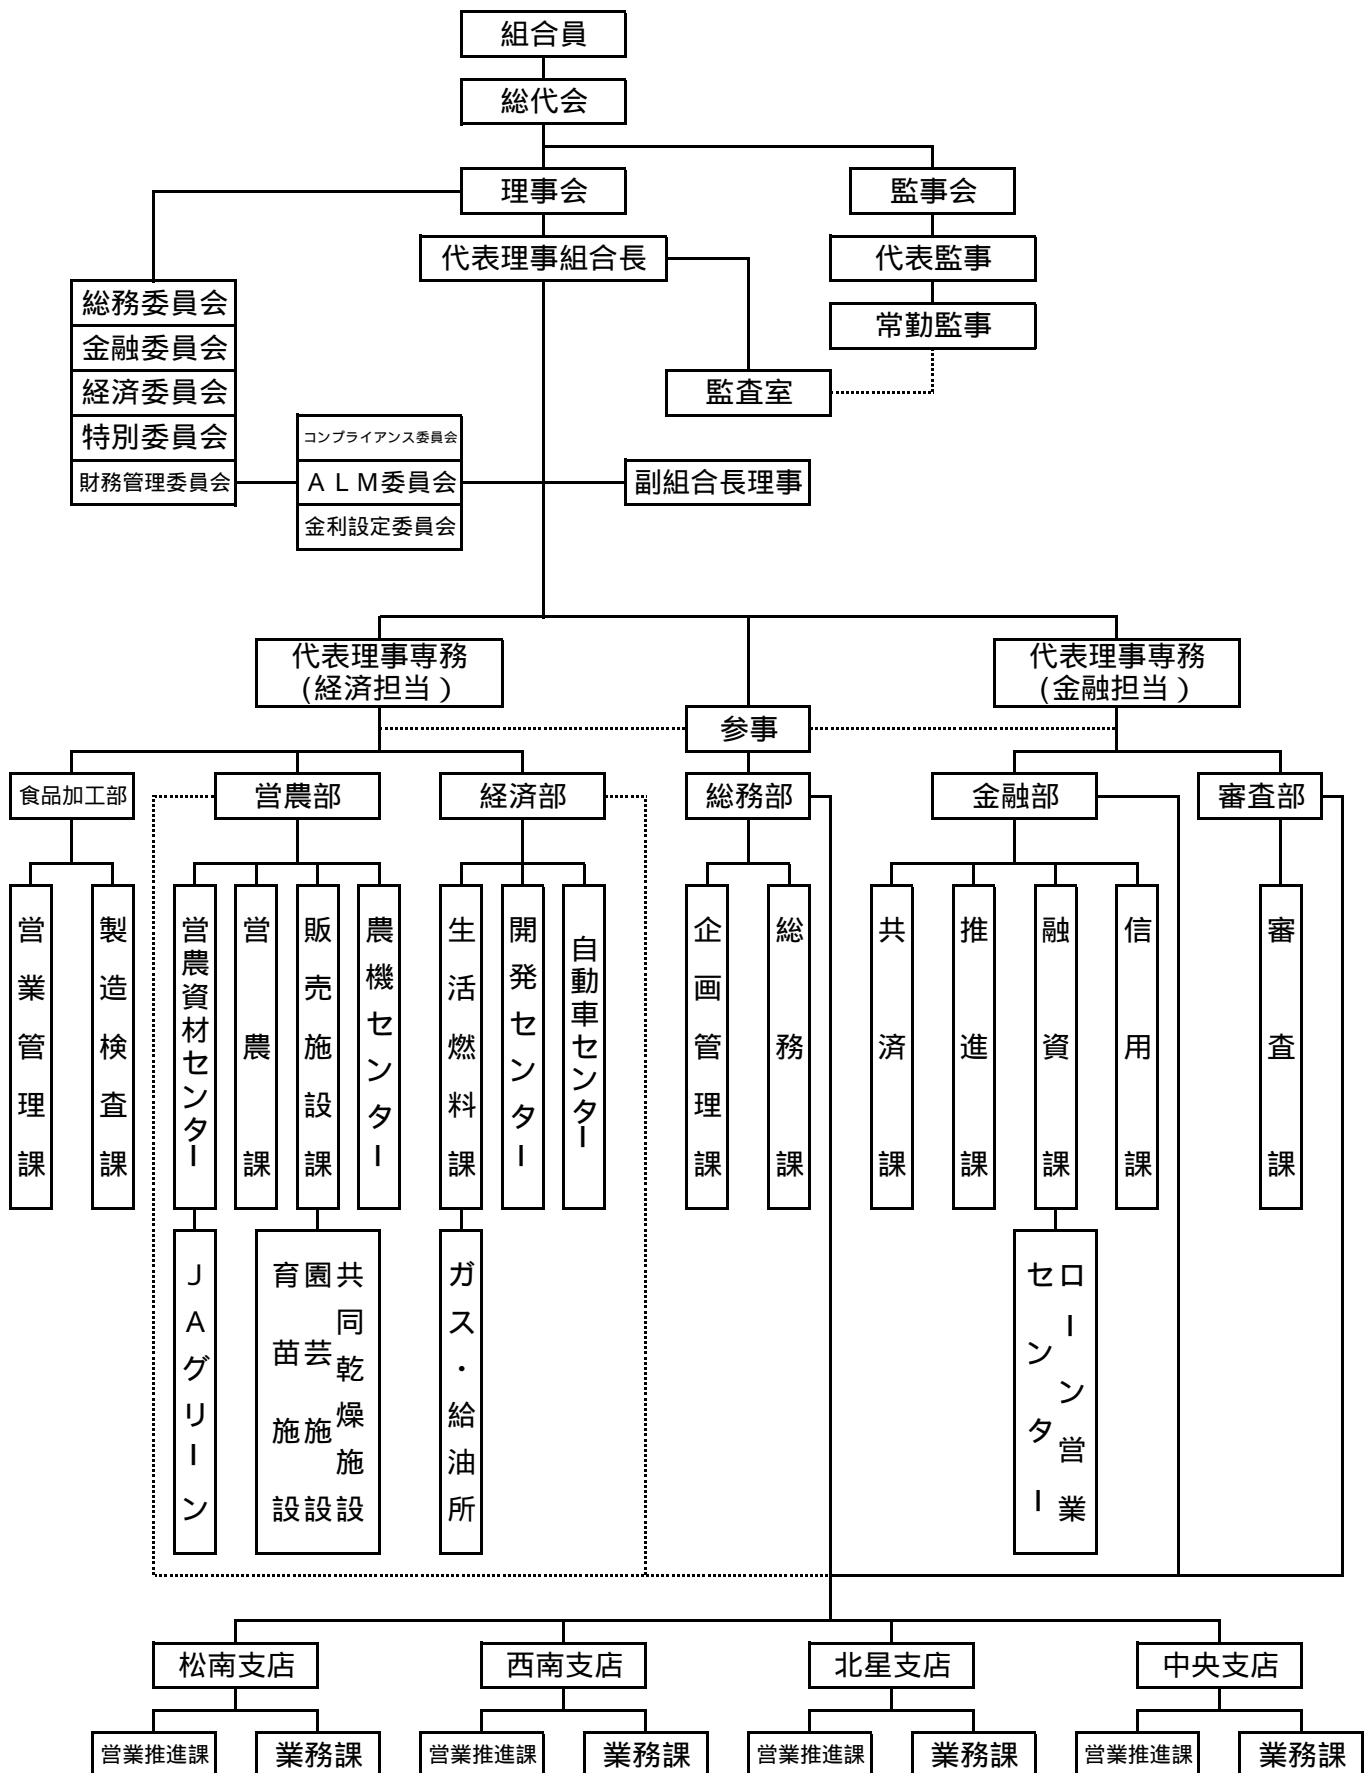 組合員
総代会
理事会
監事会
代表理事組合長
代表監事
総務委員会
常勤監事
金融委員会
経済委員会
監査室
特別委員会
コンプライアンス委員会
財務管理委員会
ＡＬＭ委員会
副組合長理事
金利設定委員会
代表理事専務
(経済担当）
代表理事専務
(金融担当）
参事
食品加工部
営農部
経済部
総務部
金融部
審査部
営業管理課
製造検査課
営農資材センター
営農課
販売施設課
農機センター
生活燃料課
開発センター
自動車センター
企画管理課
総務課
共済課
推進課
融資課
信用課
審査課
ＪＡグリーン
共同乾燥施設
園芸施設
育苗施設
ガス・給油所
ローン営業
センター
松南支店
西南支店
北星支店
中央支店
営業推進課
業務課
営業推進課
業務課
営業推進課
業務課
営業推進課
業務課